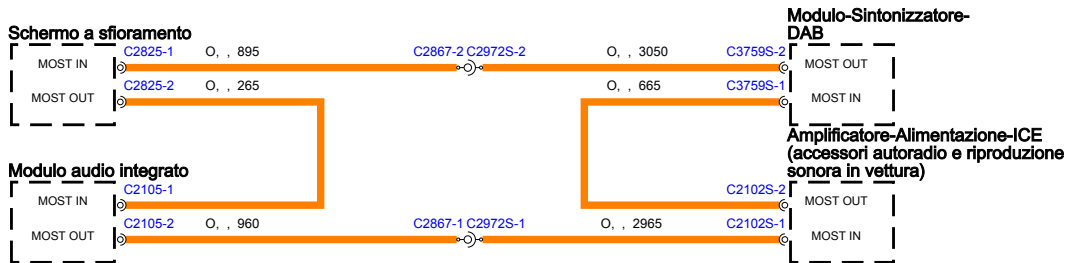 Schermo a sfioramento
MOST IN
C2825-1
O, , 895
C2867-2 C2972S-2
O, , 3050
C3759S-2
Modulo-Sintonizzatore-
DAB
MOST OUT
MOST OUT
C2825-2
O, , 265
O, , 665
C3759S-1
MOST IN
Modulo audio integrato
MOST IN
C2105-1
C2102S-2
Amplificatore-Alimentazione-ICE
(accessori autoradio e riproduzione
sonora in vettura)
MOST OUT
MOST OUT
C2105-2
O, , 960
C2867-1 C2972S-1
O, , 2965
C2102S-1
MOST IN